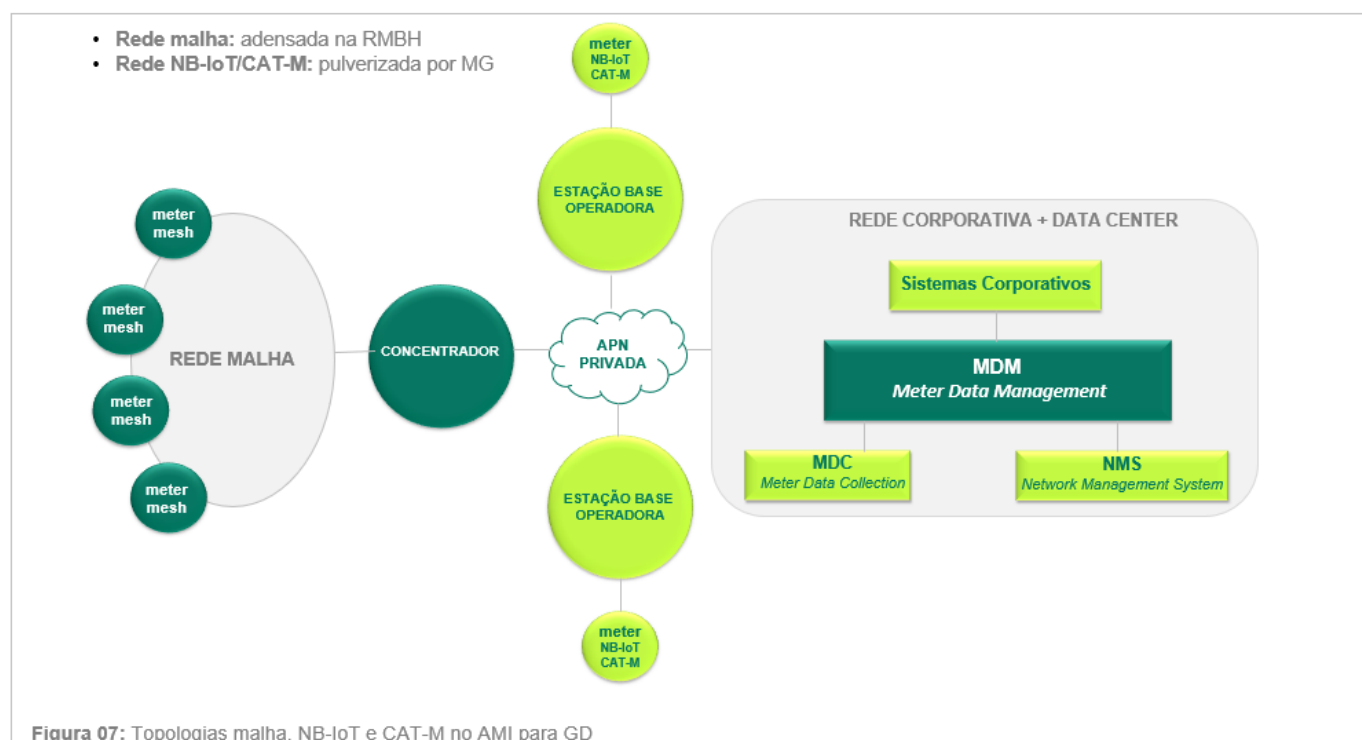 • Rede malha: adensada na RMBH
• Rede NB-IoT/CAT-M: pulverizada por MG
meter
NB-IoT
CAT-M
ESTAÇÃO BASE
OPERADORA
meter
mesh
meter
mesh
meter
mesh
meter
mesh
REDE MALHA
CONCENTRADOR
APN
PRIVADA
ESTAÇÃO BASE
OPERADORA
meter
NB-IoT
CAT-M
REDE CORPORATIVA + DATA CENTER
Sistemas Corporativos
MDM
Meter Data Management
MDC
Meter Data Collection
NMS
Network Management System
Figura 07: Topologias malha, NB-IoT e CAT-M no AMI para GD